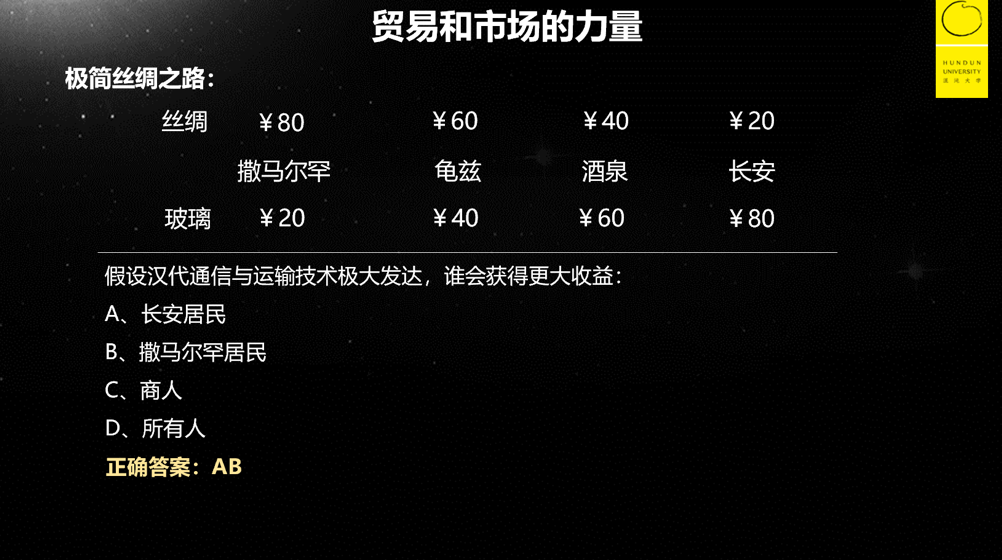 贸易和市场的力量
HUNDUN
UNIVERSITY
混沌大学
极简丝绸之路：
丝绸 ￥80 ￥60 ￥40 ￥20
撒马尔罕 龟兹 酒泉 长安
玻璃 ￥20 ￥40 ￥60 ￥80
假设汉代通信与运输技术极大发达，谁会获得更大收益：
A、长安居民
B、撒马尔罕居民
C、商人
D、所有人
正确答案：AB